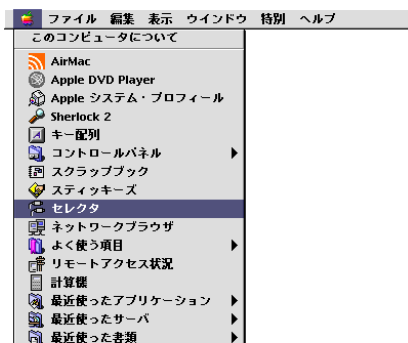 ファイル 編集 表示 ウインドウ 特別 ヘルプ
このコンピュータについて
AirMac
Apple DVD Player
Apple システム・プロフィール
Sherlock 2
キー配列
コントロールパネル
スクラップブック
スティッキーズ
セレクタ
ネットワークブラウザ
よく使う項目
リモートアクセス状況
計算機
最近使ったアプリケーション
最近使ったサーバ
最近使った書類